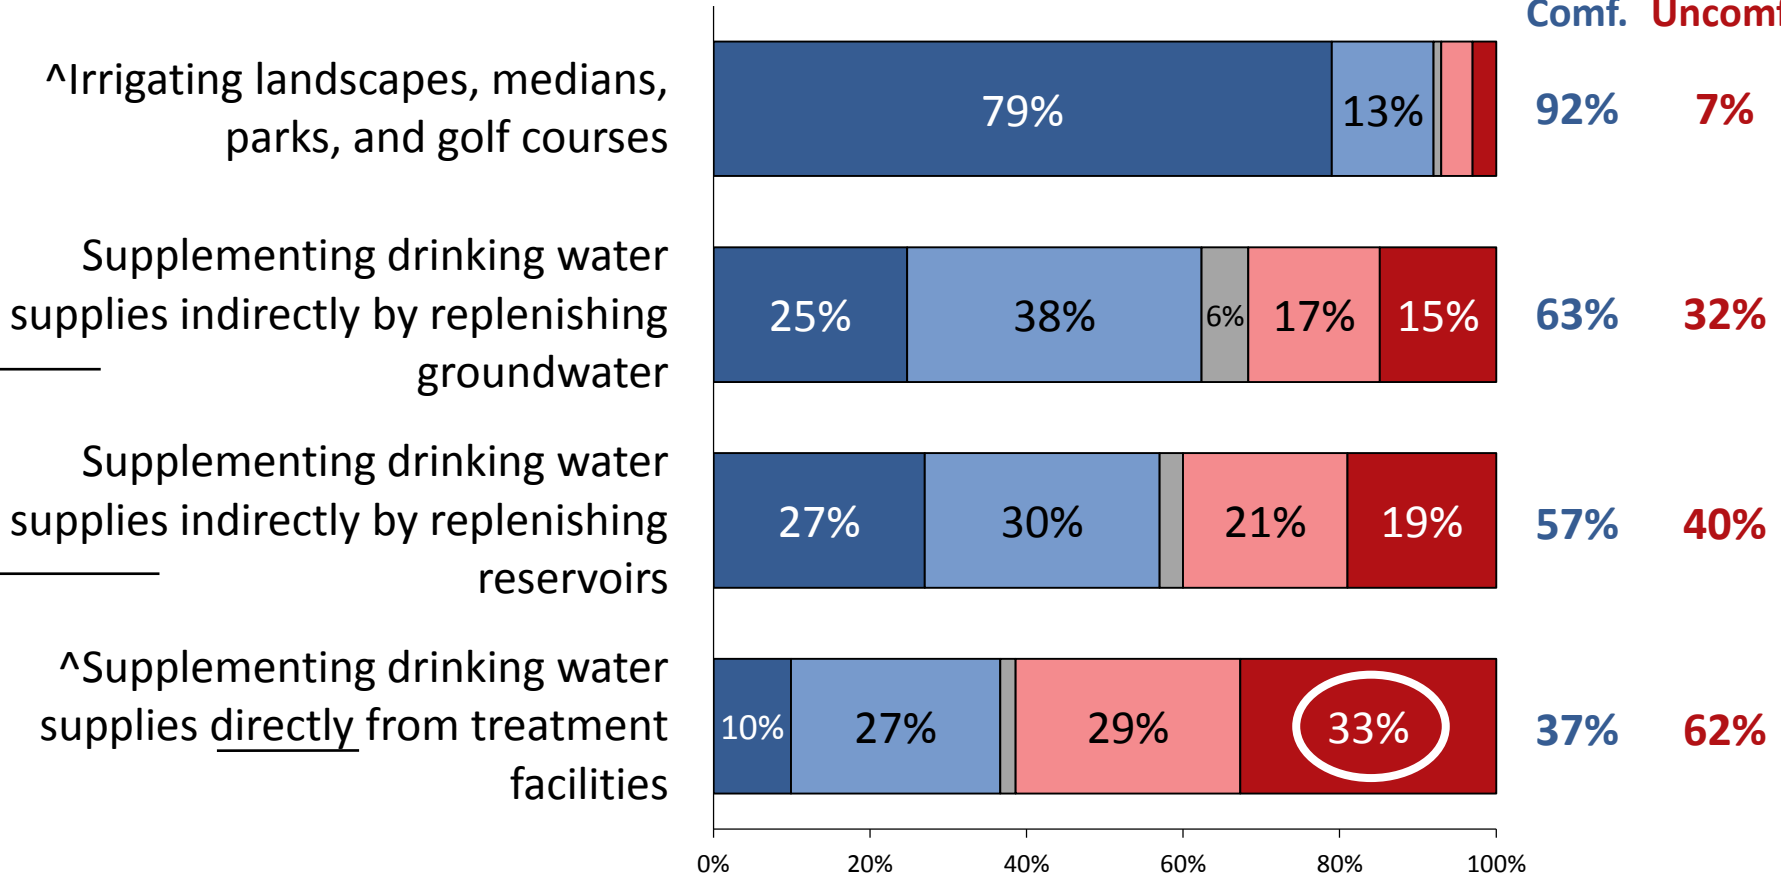 Comf. Uncomf
^Irrigating landscapes, medians,
parks, and golf courses
79% 13% 92% 7%
Supplementing drinking water
supplies indirectly by replenishing
groundwater
25% 38% 6% 17% 15% 63% 32%
Supplementing drinking water
supplies indirectly by replenishing
reservoirs
27% 30% 21% 19% 57% 40%
^Supplementing drinking water
supplies directly from treatment
facilities
10% 27% 29% 33% 37% 62%
0% 20% 40% 60% 80% 100%